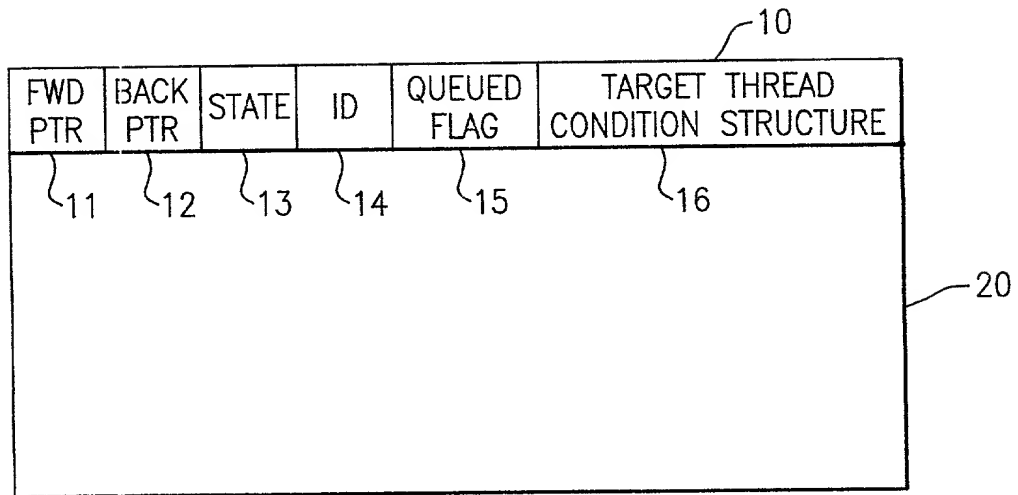 10
FWD PTR
BACK PTR
STATE
ID
QUEUED FLAG
TARGET THREAD CONDITION STRUCTURE
11
12
13
14
15
16
20